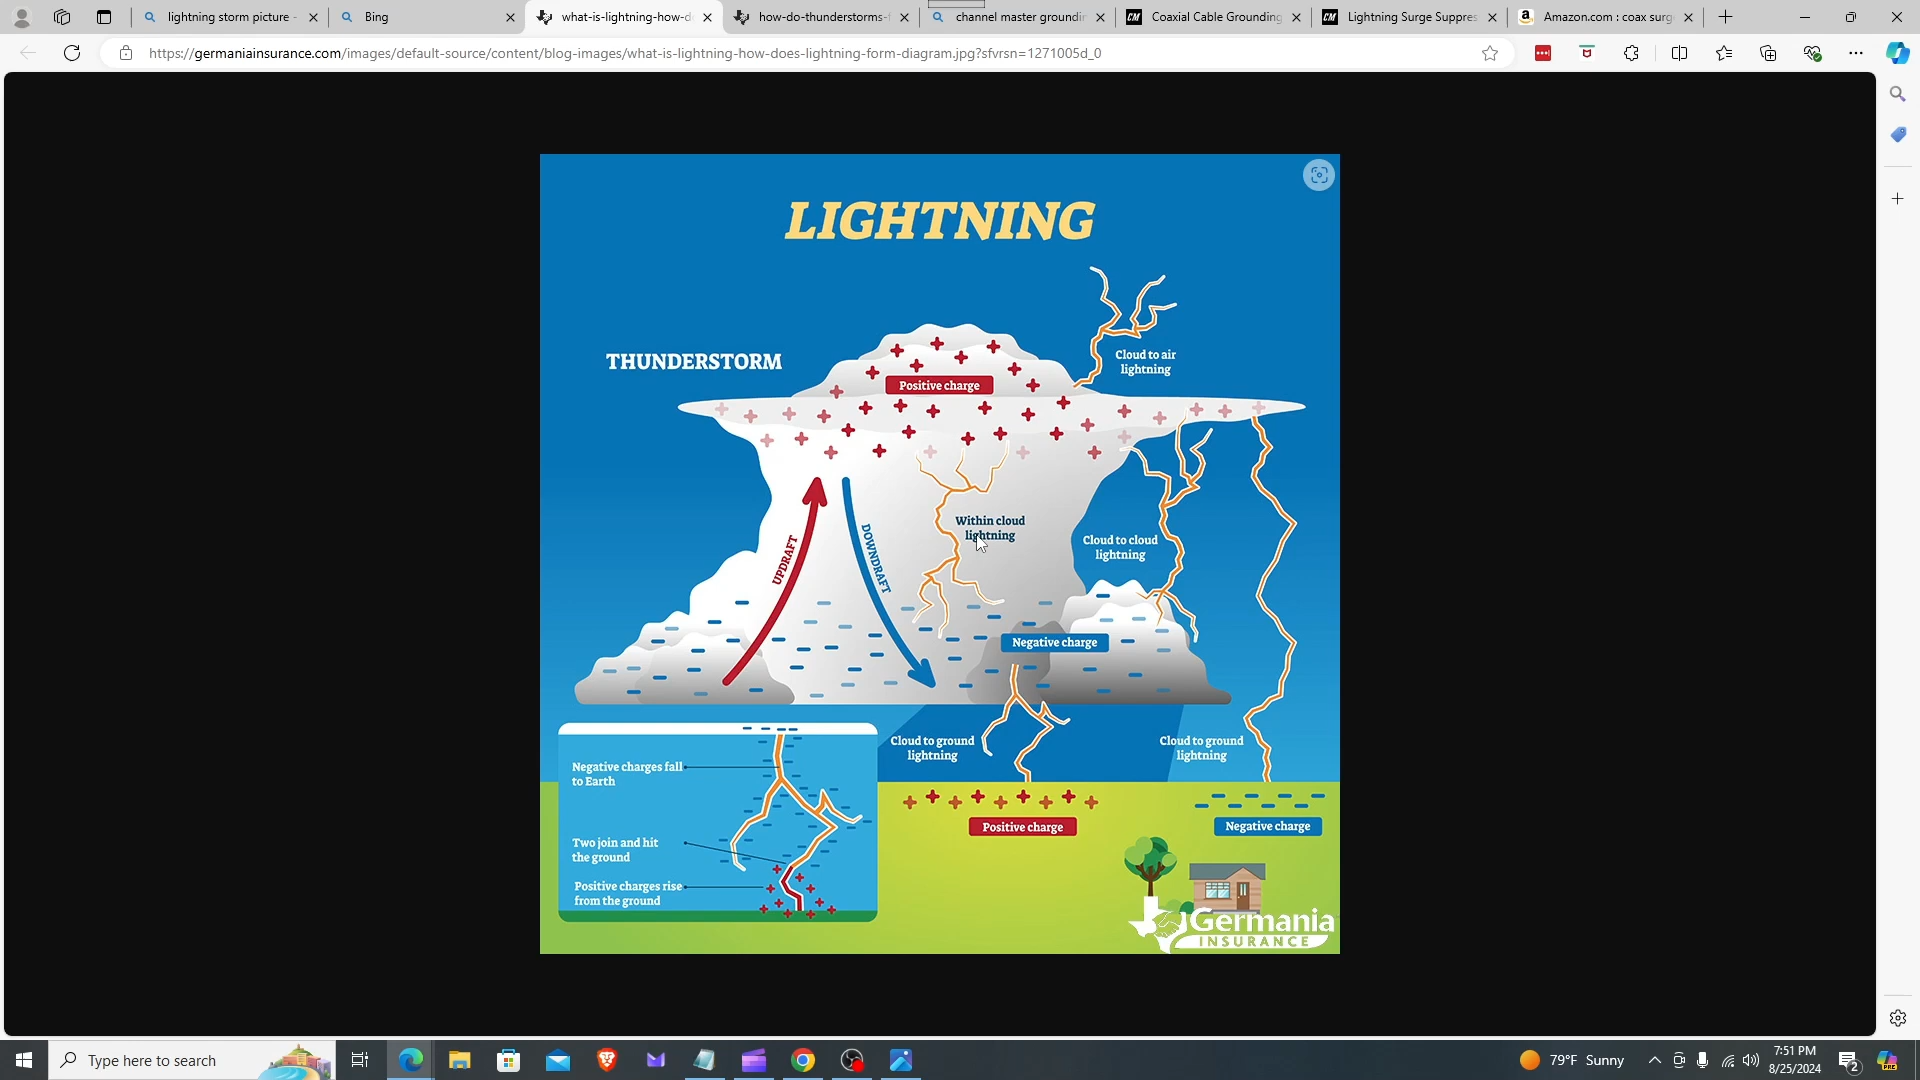 lightning storm picture -
Bing
what-is-lightning-how-d
how-do-thunderstorms-f
channel master groundin
CM
Coaxial Cable Grounding
CM
Lightning Surge Suppres
Amazon.com : coax surg
https://germaniainsurance.com/images/default-source/content/blog-images/what-is-lightning-how-does-lightning-form-diagram.jpg?sfvrsn=1271005d_0
LIGHTNING
THUNDERSTORM
Cloud to air
lightning
Positive charge
UPDRAFT
DOWNDRAFT
Within cloud
lightning
Cloud to cloud
lightning
Negative charge
Cloud to ground
lightning
Cloud to ground
lightning
Negative charges fall
to Earth
Two join and hit
the ground
Positive charges rise
from the ground
Positive charge
Negative charge
Germania
INSURANCE
Type here to search
79°F Sunny
7:51 PM
8/25/2024
2
PRE